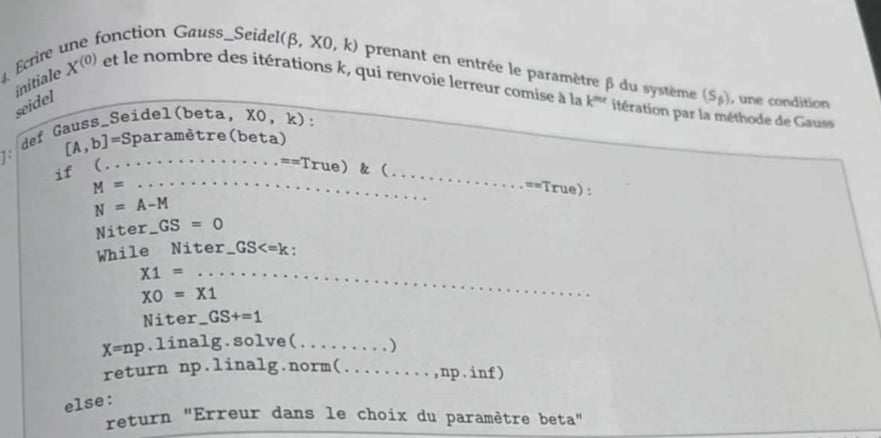 4. Ecrire une fonction Gauss_Seidel(β, X0, k) prenant en entrée le paramètre β du système (Sβ), une condition
initiale X⁽⁰⁾ et le nombre des itérations k, qui renvoie lerreur comise à la kᵐᵉ itération par la méthode de Gauss
seidel
]: def Gauss_Seidel(beta, X0, k):
[A,b]=Sparamètre(beta)
if (.................==True) & (...............==True):
M = ............................
N = A-M
Niter_GS = 0
While Niter_GS<=k:
X1 = ......................................
X0 = X1
Niter_GS+=1
X=np.linalg.solve(.........)
return np.linalg.norm(.........,np.inf)
else:
return "Erreur dans le choix du paramètre beta"